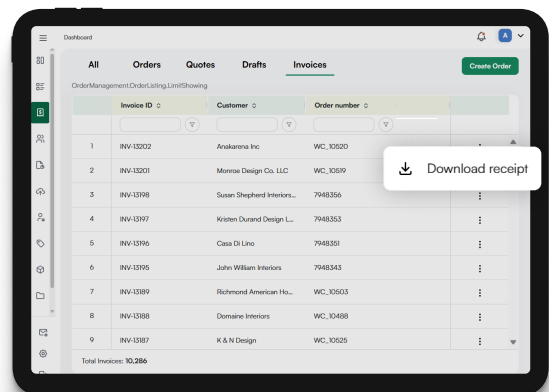 Dashboard
A
All Orders Quotes Drafts Invoices
Create Order
OrderManagement.OrderListing.LimitShowing
Invoice ID Customer Order number
1 INV-13202 Anakarena Inc WC_10520
2 INV-13201 Monroe Design Co. LLC WC_10519
Download receipt
3 INV-13198 Susan Shepherd Interiors... 7948356
4 INV-13197 Kristen Durand Design L... 7948353
5 INV-13196 Casa Di Lino 7948351
6 INV-13195 John William Interiors 7948343
7 INV-13189 Richmond American Ho... WC_10503
8 INV-13188 Domaine Interiors WC_10488
9 INV-13187 K & N Design WC_10525
Total Invoices: 10,286